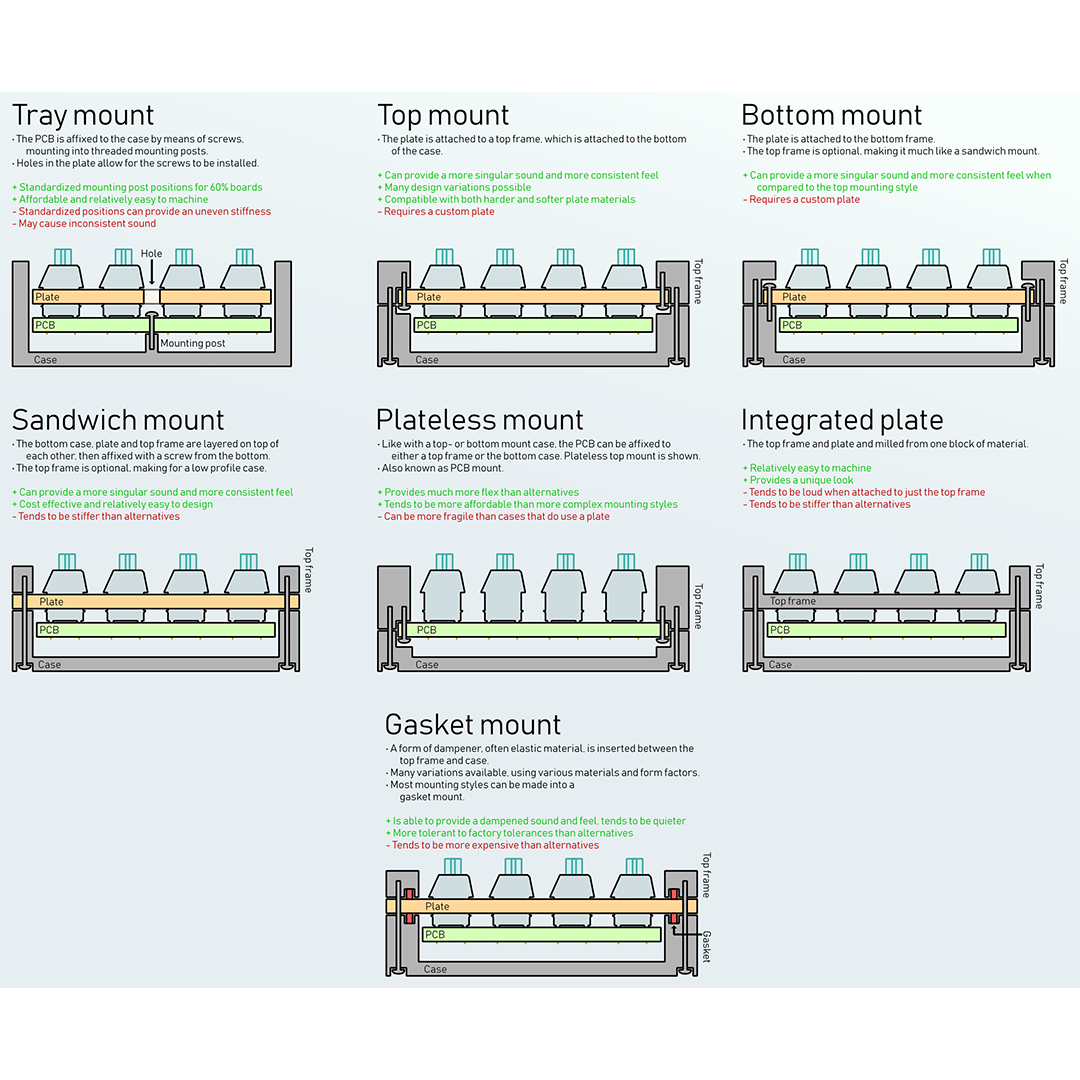 Tray mount
· The PCB is affixed to the case by means of screws,
mounting into threaded mounting posts.
· Holes in the plate allow for the screws to be installed.
+ Standardized mounting post positions for 60% boards
+ Affordable and relatively easy to machine
- Standardized positions can provide an uneven stiffness
- May cause inconsistent sound
Hole
Plate
PCB
Mounting post
Case
Top mount
· The plate is attached to a top frame, which is attached to the bottom
of the case.
+ Can provide a more singular sound and more consistent feel
+ Many design variations possible
+ Compatible with both harder and softer plate materials
- Requires a custom plate
Top frame
Plate
PCB
Case
Bottom mount
· The plate is attached to the bottom frame.
· The top frame is optional, making it much like a sandwich mount.
+ Can provide a more singular sound and more consistent feel when
compared to the top mounting style
- Requires a custom plate
Top frame
Plate
PCB
Case
Sandwich mount
· The bottom case, plate and top frame are layered on top of
each other, then affixed with a screw from the bottom.
· The top frame is optional, making for a low profile case.
+ Can provide a more singular sound and more consistent feel
+ Cost effective and relatively easy to design
- Tends to be stiffer than alternatives
Top frame
Plate
PCB
Case
Plateless mount
· Like with a top- or bottom mount case, the PCB can be affixed to
either a top frame or the bottom case. Plateless top mount is shown.
· Also known as PCB mount.
+ Provides much more flex than alternatives
+ Tends to be more affordable than more complex mounting styles
- Can be more fragile than cases that do use a plate
Top frame
PCB
Case
Integrated plate
· The top frame and plate and milled from one block of material.
+ Relatively easy to machine
+ Provides a unique look
- Tends to be loud when attached to just the top frame
- Tends to be stiffer than alternatives
Top frame
Top frame
PCB
Case
Gasket mount
· A form of dampener, often elastic material, is inserted between the
top frame and case.
· Many variations available, using various materials and form factors.
· Most mounting styles can be made into a
gasket mount.
+ Is able to provide a dampened sound and feel, tends to be quieter
+ More tolerant to factory tolerances than alternatives
- Tends to be more expensive than alternatives
Top frame
Plate
PCB
Gasket
Case